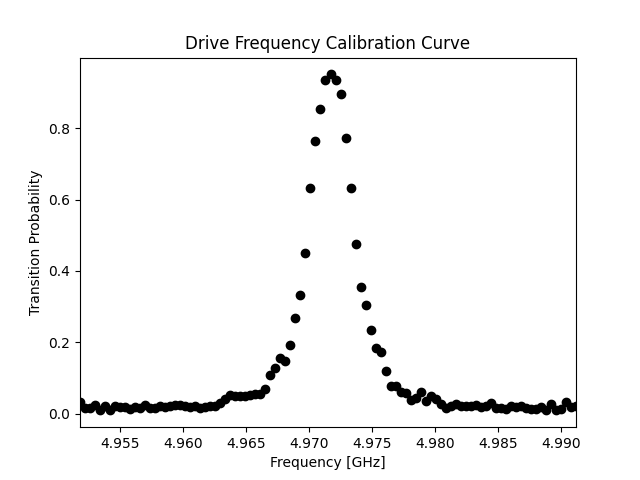 Drive Frequency Calibration Curve
Transition Probability
0.8
0.6
0.4
0.2
0.0
4.955 4.960 4.965 4.970 4.975 4.980 4.985 4.990
Frequency [GHz]